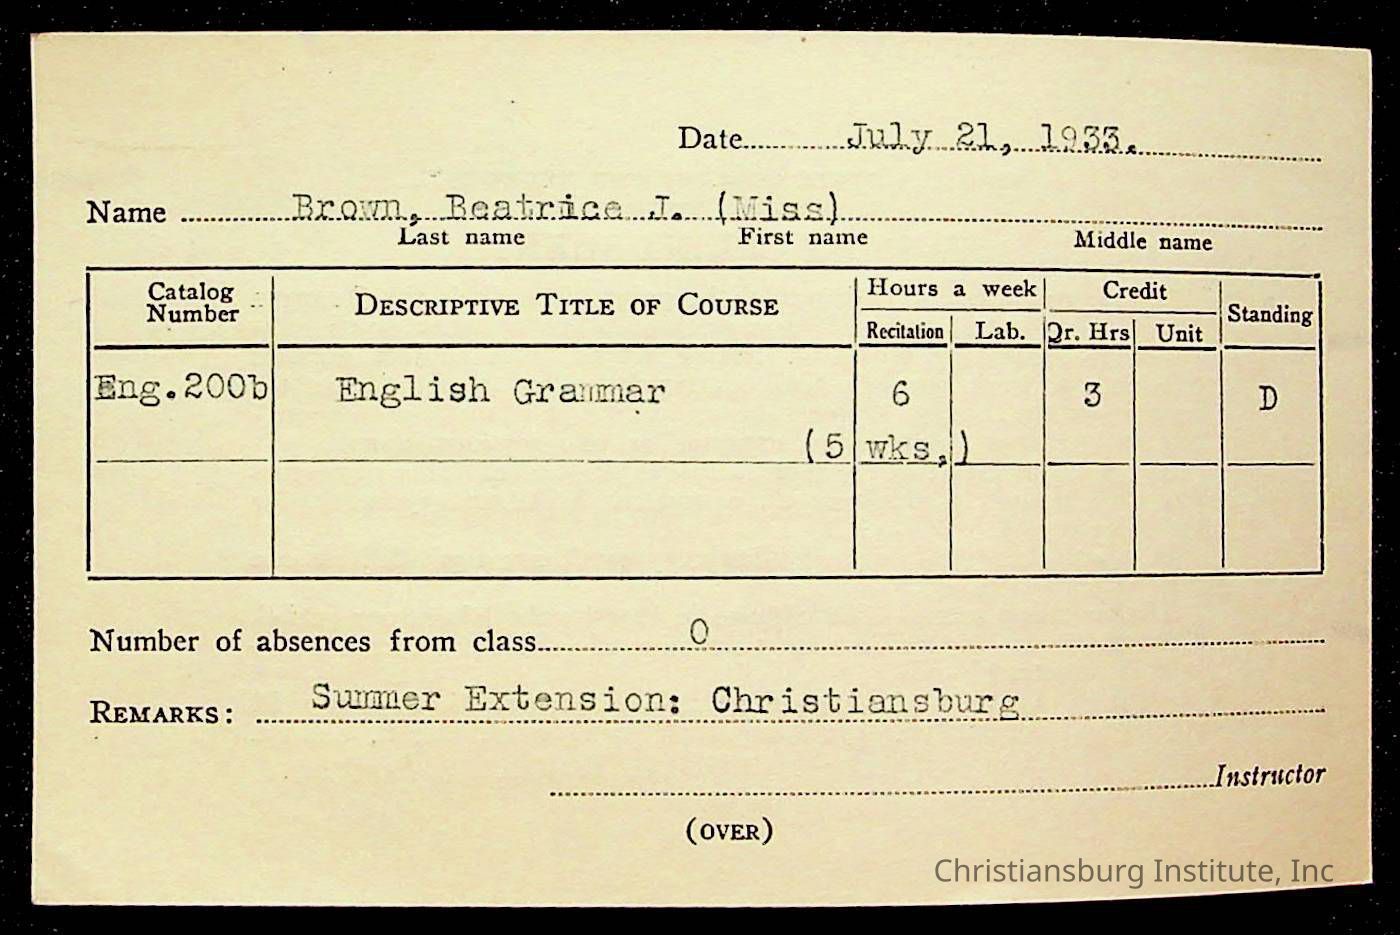 Date July 21, 1933.
Name Brown, Beatrice J. (Miss)
Last name First name Middle name
Catalog Number DESCRIPTIVE TITLE OF COURSE Hours a week Credit Standing
Recitation Lab. Qr. Hrs Unit
Eng.200b English Grammar 6 3 D
(5 wks,)
Number of absences from class 0
REMARKS: Summer Extension: Christiansburg
Instructor
(OVER)
Christiansburg Institute, Inc